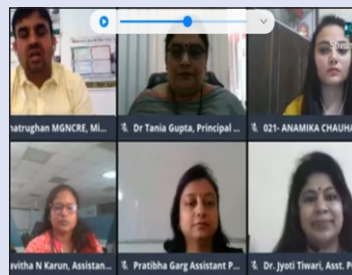 hatrughan MGNCRE, Mi...
Dr Tania Gupta, Principal ...
021- ANAMIKA CHAUHA
avitha N Karun, Assistan...
Pratibha Garg Assistant P...
Dr. Jyoti Tiwari, Asst. P